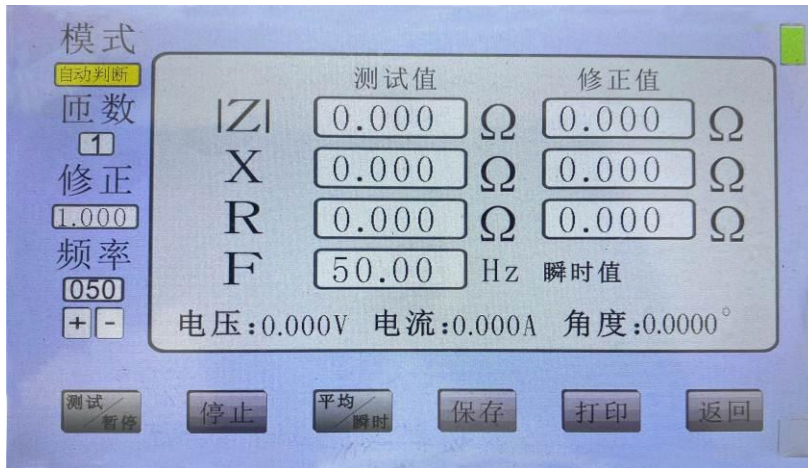 模式
自动判断
匝数
1
修正
1.000
频率
050
+ -
测试值 修正值
|Z| 0.000 Ω 0.000 Ω
X 0.000 Ω 0.000 Ω
R 0.000 Ω 0.000 Ω
F 50.00 Hz 瞬时值
电压:0.000V 电流:0.000A 角度:0.0000°
测试/暂停 停止 平均/瞬时 保存 打印 返回